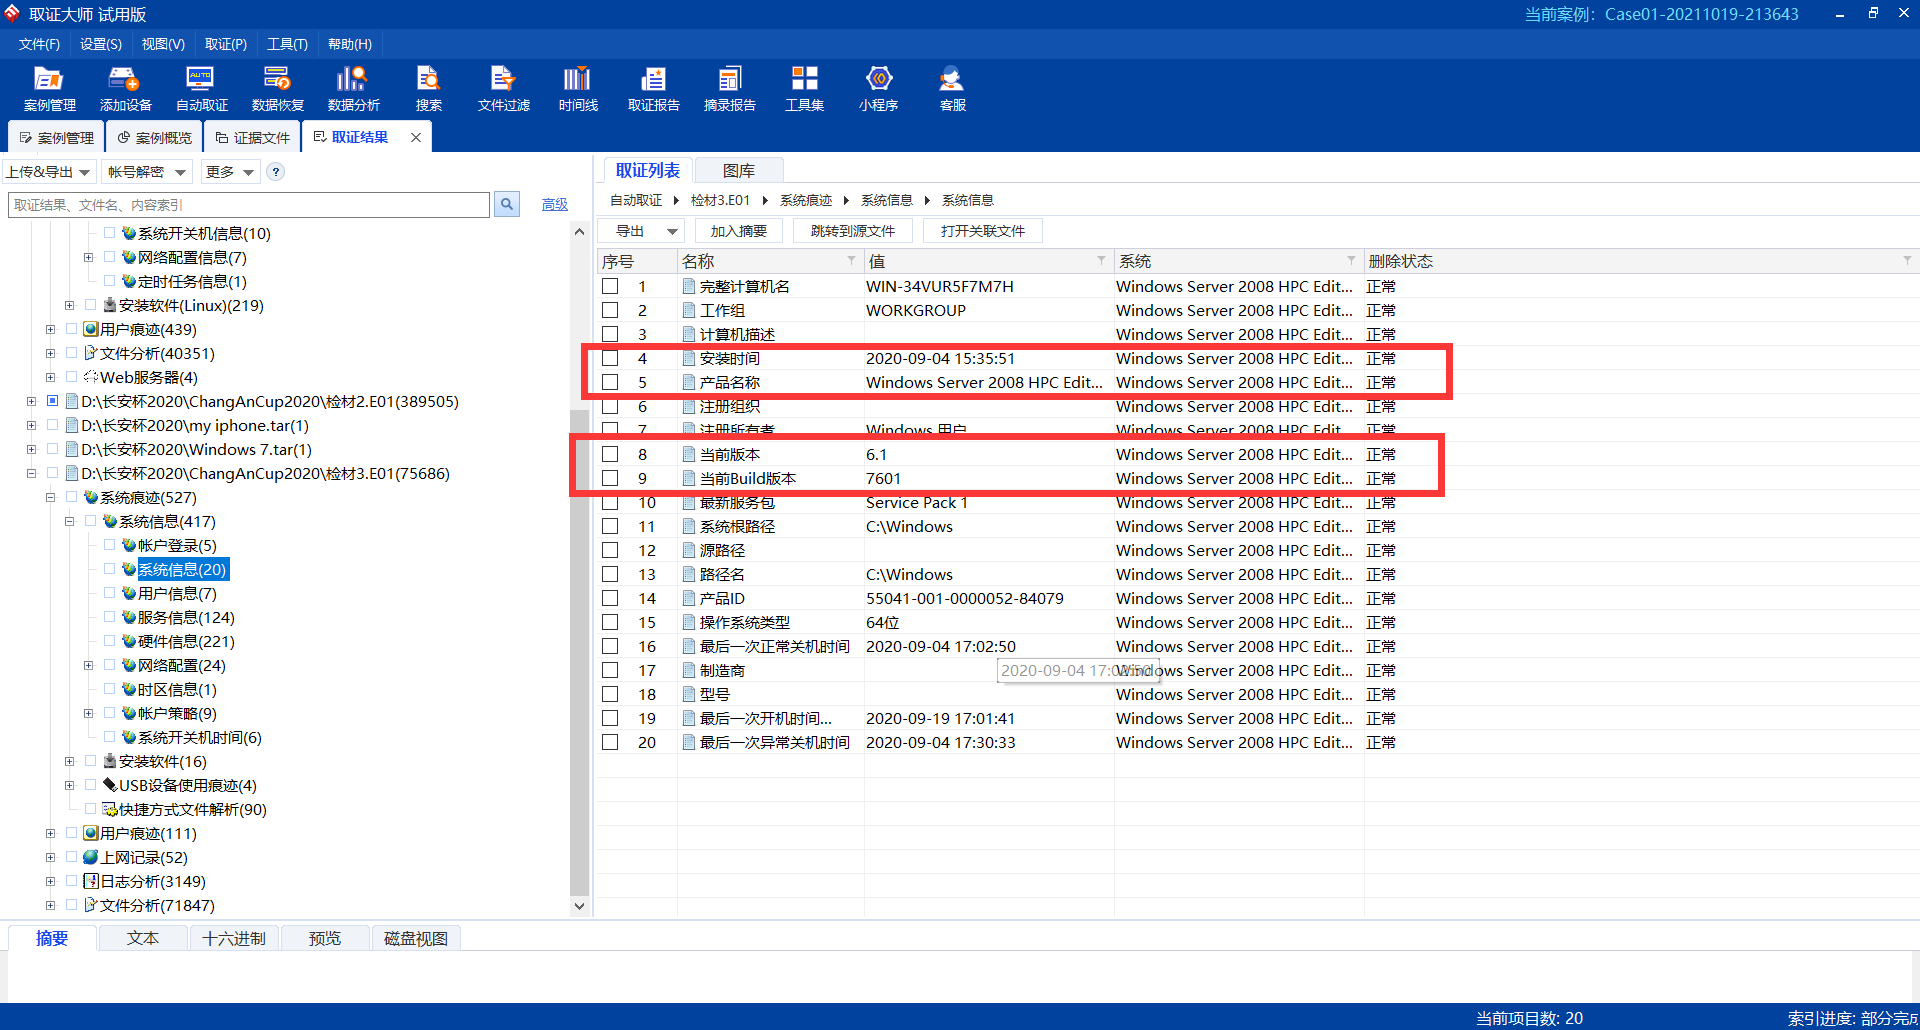 取证大师 试用版
当前案例： Case01-20211019-213643
文件(F) 设置(S) 视图(V) 取证(P) 工具(T) 帮助(H)
案例管理 添加设备 自动取证 数据恢复 数据分析 搜索 文件过滤 时间线 取证报告 摘录报告 工具集 小程序 客服
案例管理 案例概览 证据文件 取证结果
上传&导出 帐号解密 更多 ?
取证结果、文件名、内容索引 高级
系统开关机信息(10)
网络配置信息(7)
定时任务信息(1)
安装软件(Linux)(219)
用户痕迹(439)
文件分析(40351)
Web服务器(4)
D:\长安杯2020\ChangAnCup2020\检材2.E01(389505)
D:\长安杯2020\my iphone.tar(1)
D:\长安杯2020\Windows 7.tar(1)
D:\长安杯2020\ChangAnCup2020\检材3.E01(75686)
系统痕迹(527)
系统信息(417)
帐户登录(5)
系统信息(20)
用户信息(7)
服务信息(124)
硬件信息(221)
网络配置(24)
时区信息(1)
帐户策略(9)
系统开关机时间(6)
安装软件(16)
USB设备使用痕迹(4)
快捷方式文件解析(90)
用户痕迹(111)
上网记录(52)
日志分析(3149)
文件分析(71847)
取证列表 图库
自动取证 检材3.E01 系统痕迹 系统信息 系统信息
导出 加入摘要 跳转到源文件 打开关联文件
序号 名称 值 系统 删除状态
1 完整计算机名 WIN-34VUR5F7M7H Windows Server 2008 HPC Edit... 正常
2 工作组 WORKGROUP Windows Server 2008 HPC Edit... 正常
3 计算机描述 Windows Server 2008 HPC Edit... 正常
4 安装时间 2020-09-04 15:35:51 Windows Server 2008 HPC Edit... 正常
5 产品名称 Windows Server 2008 HPC Edit... Windows Server 2008 HPC Edit... 正常
6 注册组织 Windows Server 2008 HPC Edit... 正常
7 注册所有者 Windows 用户 Windows Server 2008 HPC Edit... 正常
8 当前版本 6.1 Windows Server 2008 HPC Edit... 正常
9 当前Build版本 7601 Windows Server 2008 HPC Edit... 正常
10 最新服务包 Service Pack 1 Windows Server 2008 HPC Edit... 正常
11 系统根路径 C:\Windows Windows Server 2008 HPC Edit... 正常
12 源路径 Windows Server 2008 HPC Edit... 正常
13 路径名 C:\Windows Windows Server 2008 HPC Edit... 正常
14 产品ID 55041-001-0000052-84079 Windows Server 2008 HPC Edit... 正常
15 操作系统类型 64位 Windows Server 2008 HPC Edit... 正常
16 最后一次正常关机时间 2020-09-04 17:02:50 Windows Server 2008 HPC Edit... 正常
17 制造商 2020-09-04 17:02:50 Windows Server 2008 HPC Edit... 正常
18 型号 Windows Server 2008 HPC Edit... 正常
19 最后一次开机时间... 2020-09-19 17:01:41 Windows Server 2008 HPC Edit... 正常
20 最后一次异常关机时间 2020-09-04 17:30:33 Windows Server 2008 HPC Edit... 正常
摘要 文本 十六进制 预览 磁盘视图
当前项目数: 20 索引进度: 部分完成